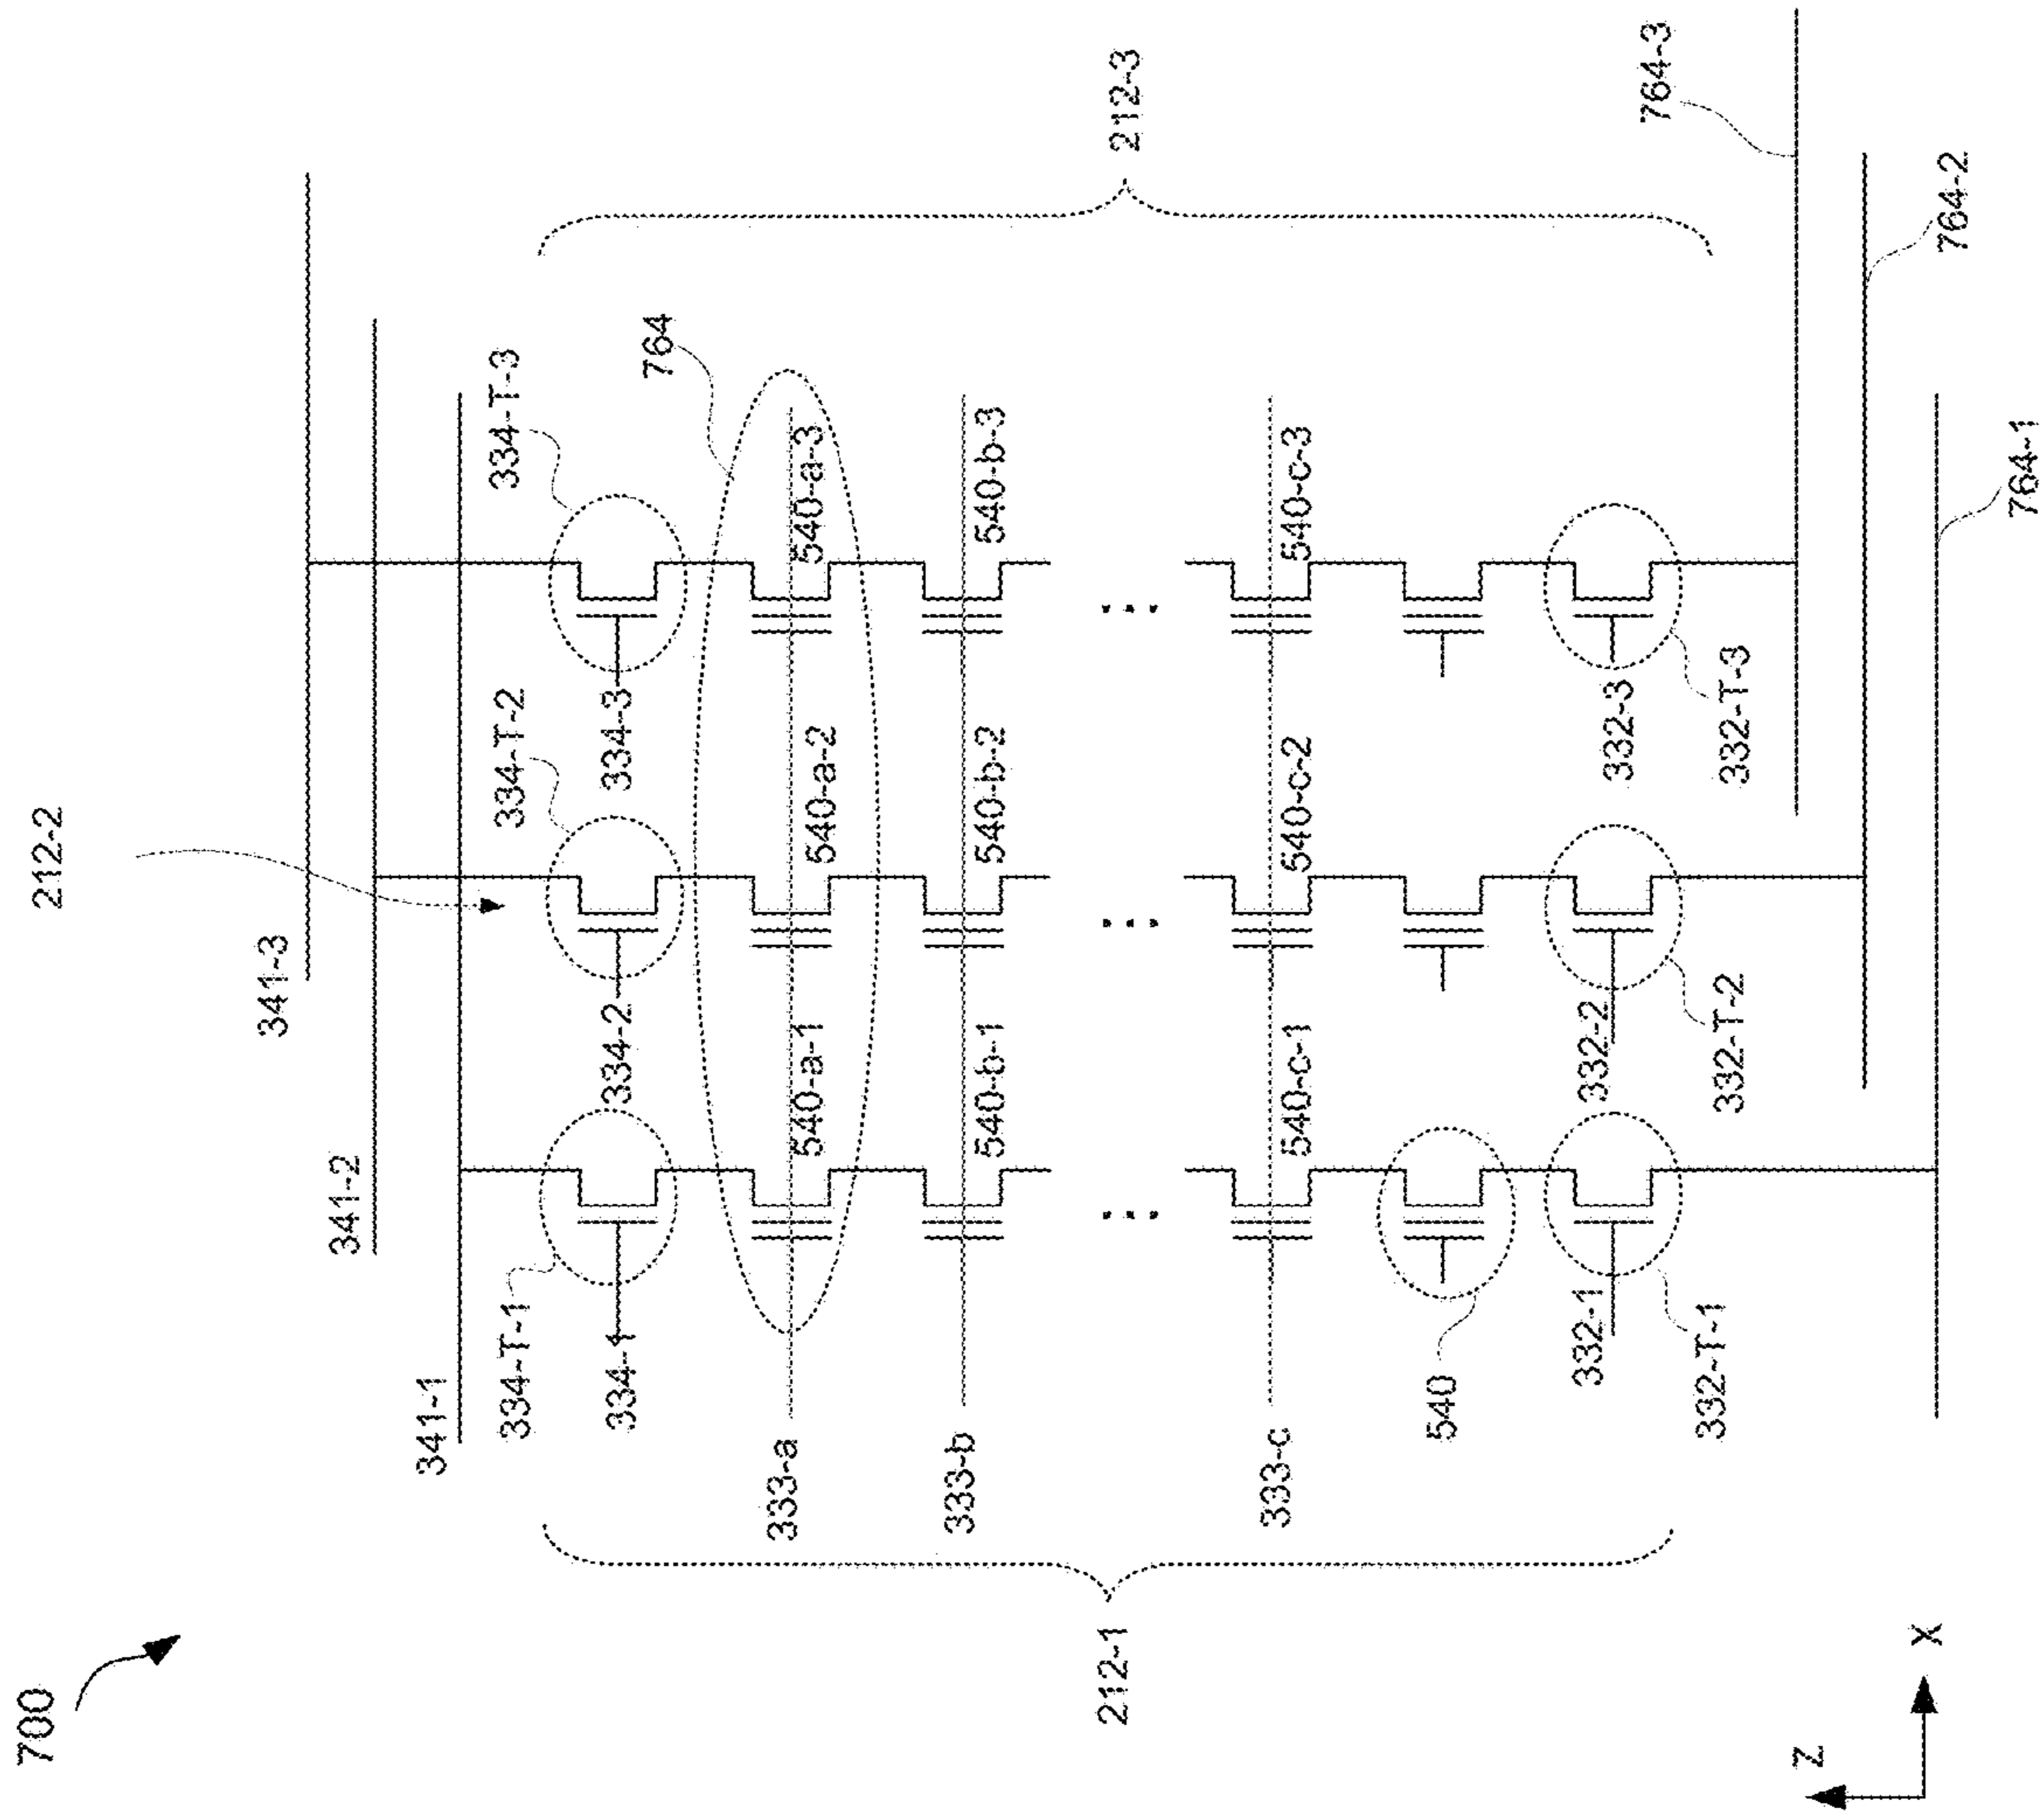 700
212-2
341-3
341-2
341-1
334-T-1
334-T-2
334-T-3
334-1
334-2
334-3
764
212-3
333-a
540-a-1
540-a-2
540-a-3
333-b
540-b-1
540-b-2
540-b-3
212-1
333-c
540-c-1
540-c-2
540-c-3
540
332-1
332-2
332-3
332-T-1
332-T-2
332-T-3
764-3
764-2
764-1
Z
X